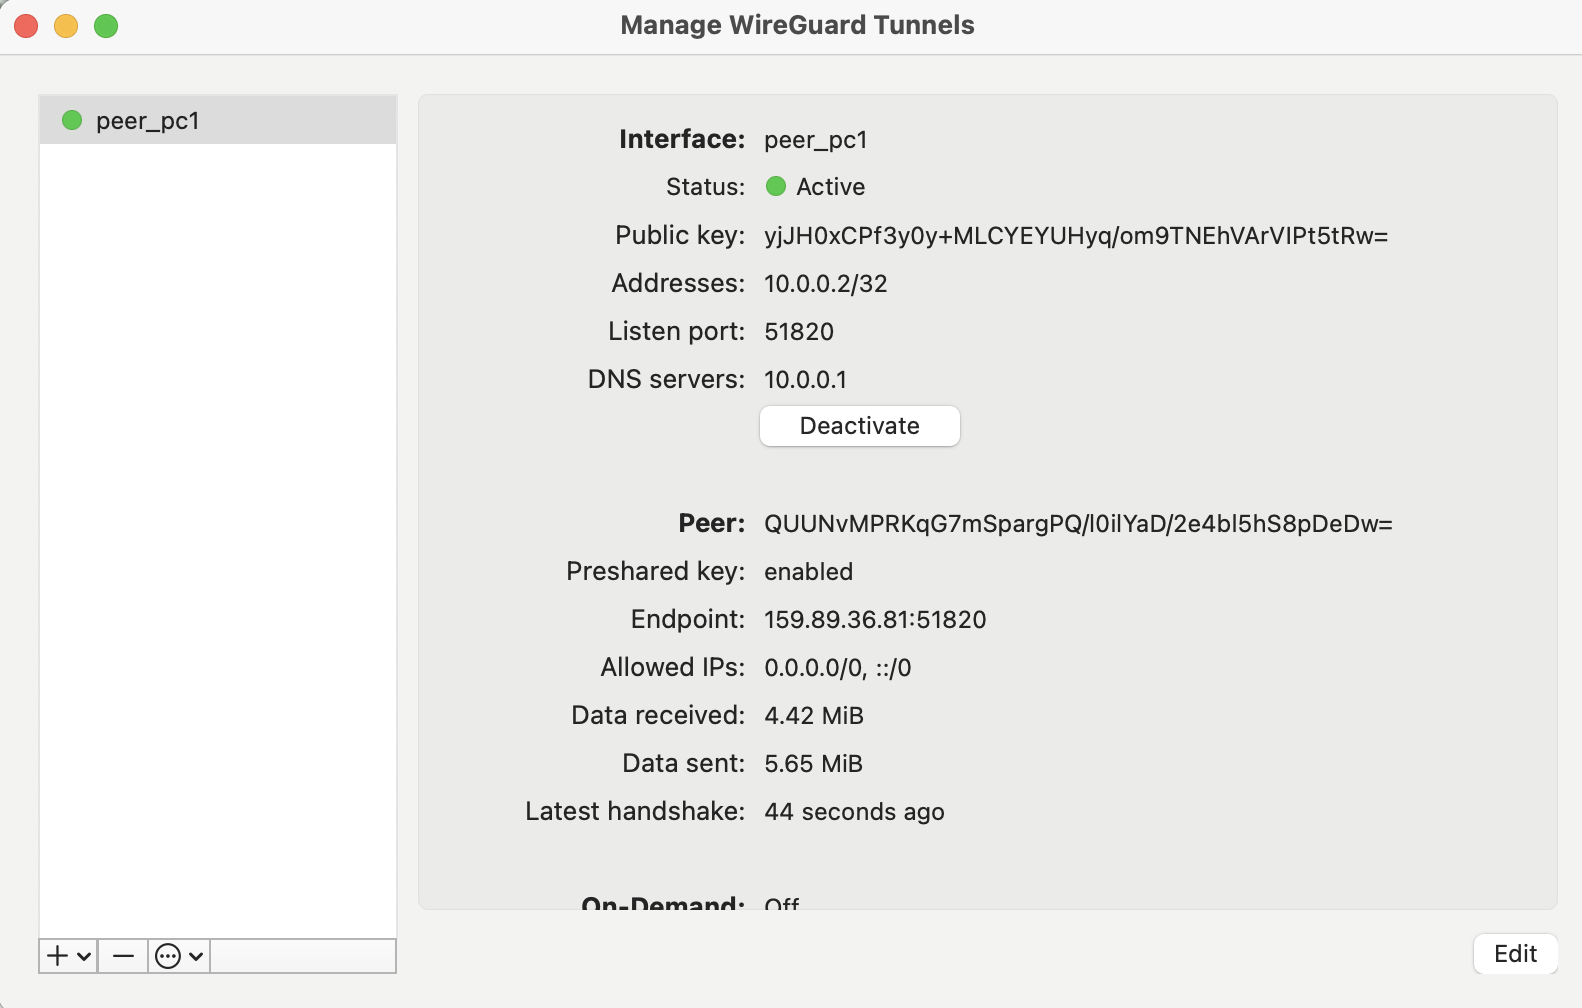 Manage WireGuard Tunnels
peer_pc1
Interface: peer_pc1
Status: Active
Public key: yjJH0xCPf3y0y+MLCYEYUHyq/om9TNEhVArVIPt5tRw=
Addresses: 10.0.0.2/32
Listen port: 51820
DNS servers: 10.0.0.1
Deactivate
Peer: QUUNvMPRKqG7mSpargPQ/l0ilYaD/2e4bl5hS8pDeDw=
Preshared key: enabled
Endpoint: 159.89.36.81:51820
Allowed IPs: 0.0.0.0/0, ::/0
Data received: 4.42 MiB
Data sent: 5.65 MiB
Latest handshake: 44 seconds ago
On-Demand: Off
Edit